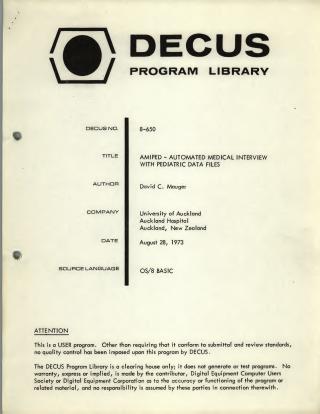 DECUS
PROGRAM LIBRARY
DECUS NO. 8-650
TITLE AMIPED - AUTOMATED MEDICAL INTERVIEW
WITH PEDIATRIC DATA FILES
AUTHOR David C. Mauger
COMPANY University of Auckland
Auckland Hospital
Auckland, New Zealand
DATE August 28, 1973
SOURCE LANGUAGE OS/8 BASIC
ATTENTION
This is a USER program. Other than requiring that it conform to submittal and review standards,
no quality control has been imposed upon this program by DECUS.
The DECUS Program Library is a clearing house only; it does not generate or test programs. No
warranty, express or implied, is made by the contributor, Digital Equipment Computer Users
Society or Digital Equipment Corporation as to the accuracy or functioning of the program or
related material, and no responsibility is assumed by these parties in connection therewith.